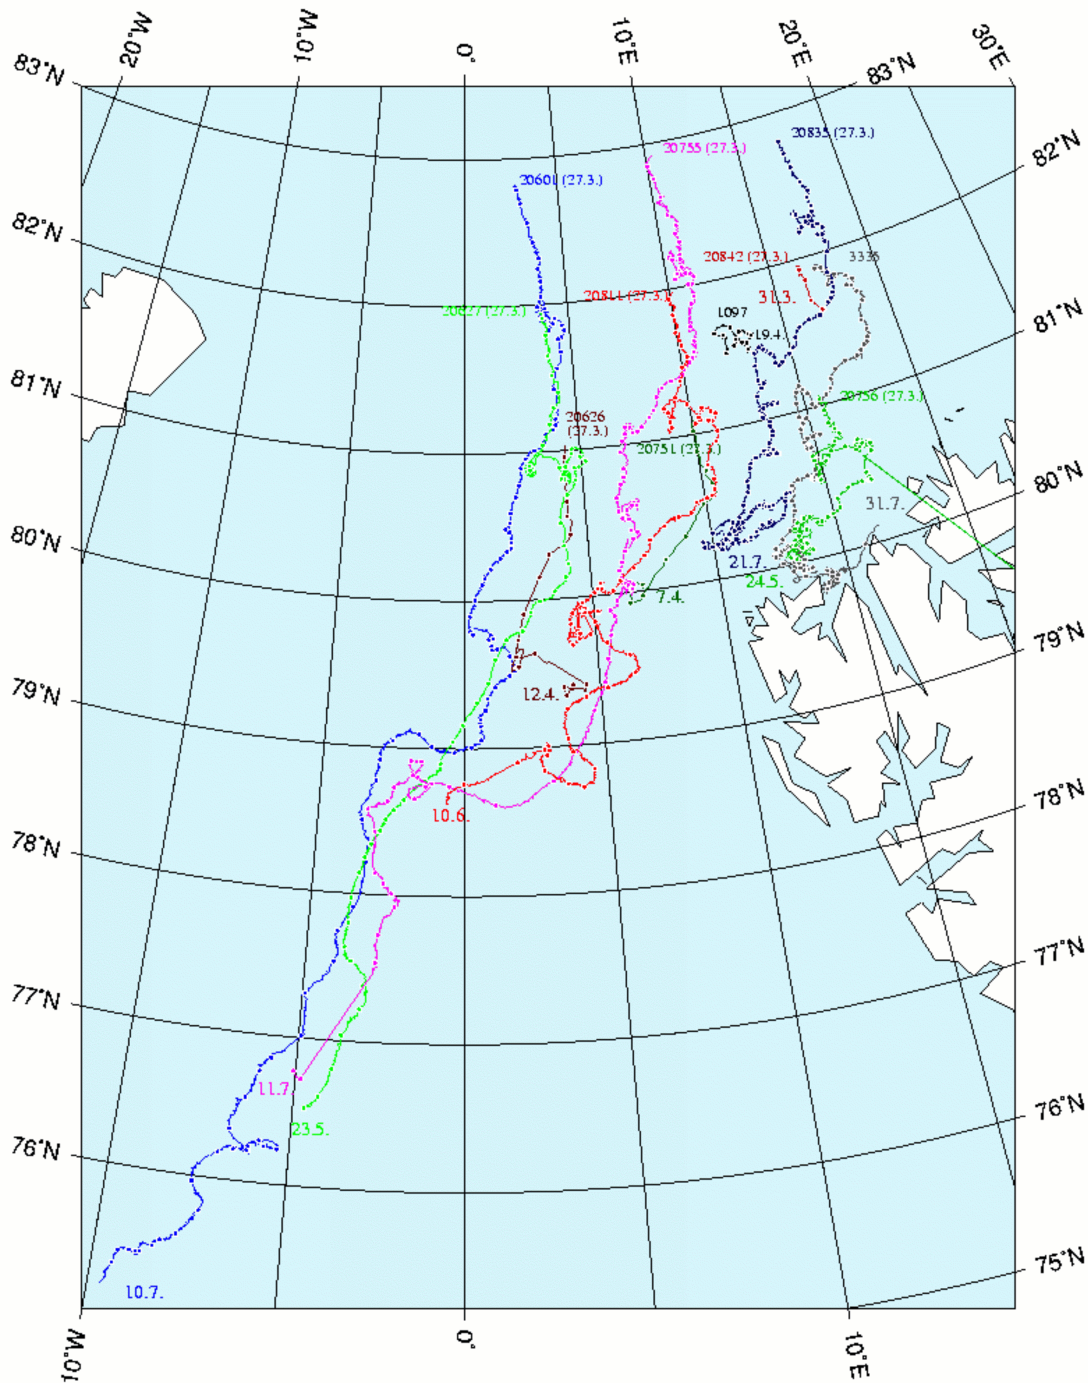 20°W
10°W
0°
10°E
20°E
30°E
83°N
83°N
20835 (27.3.)
20755 (27.3.)
82°N
20601 (27.3.)
82°N
20842 (27.3.)
3335
20811 (27.3.)
31.3.
20827 (27.3.)
1097
19.4.
81°N
81°N
20756 (27.3.)
20626
(27.3.)
20751 (27.3.)
80°N
31.7.
80°N
21.7.
24.5.
7.4.
79°N
79°N
12.4.
78°N
10.6.
78°N
77°N
77°N
11.7.
76°N
23.5.
76°N
75°N
10.7.
10°W
0°
10°E